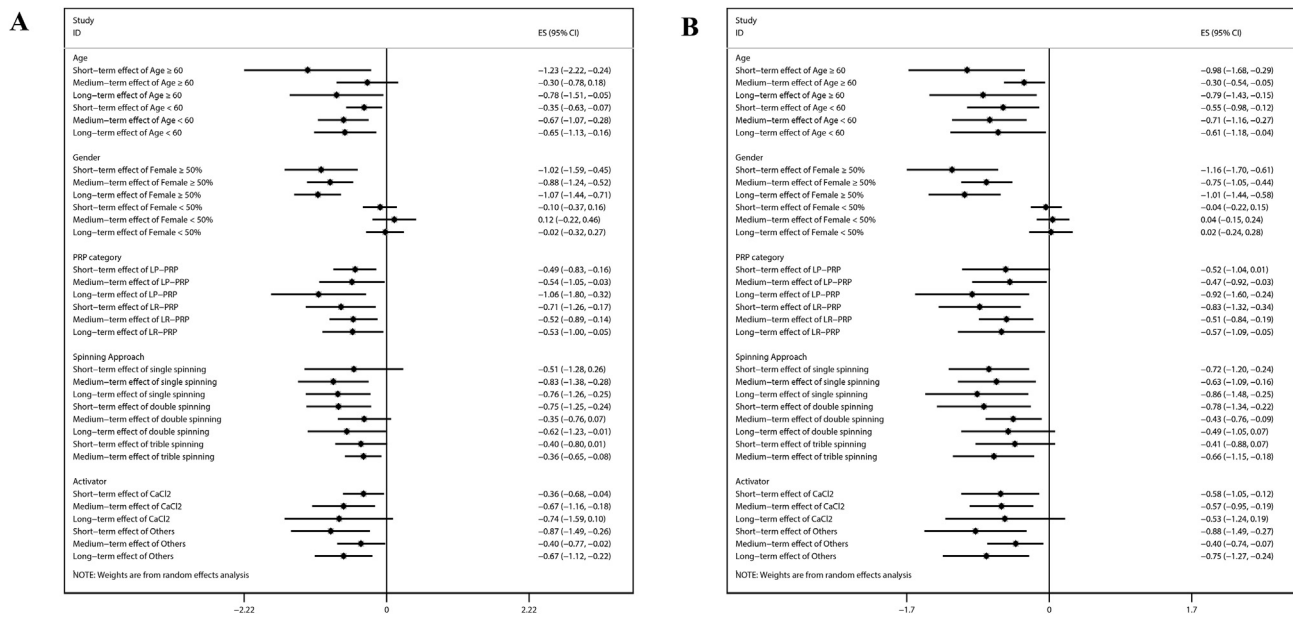 A
Study
ID ES (95% CI)
Age
Short−term effect of Age ≥ 60 −1.23 (−2.22, −0.24)
Medium−term effect of Age ≥ 60 −0.30 (−0.78, 0.18)
Long−term effect of Age ≥ 60 −0.78 (−1.51, −0.05)
Short−term effect of Age < 60 −0.35 (−0.63, −0.07)
Medium−term effect of Age < 60 −0.67 (−1.07, −0.28)
Long−term effect of Age < 60 −0.65 (−1.13, −0.16)
Gender
Short−term effect of Female ≥ 50% −1.02 (−1.59, −0.45)
Medium−term effect of Female ≥ 50% −0.88 (−1.24, −0.52)
Long−term effect of Female ≥ 50% −1.07 (−1.44, −0.71)
Short−term effect of Female < 50% −0.10 (−0.37, 0.16)
Medium−term effect of Female < 50% 0.12 (−0.22, 0.46)
Long−term effect of Female < 50% −0.02 (−0.32, 0.27)
PRP category
Short−term effect of LP−PRP −0.49 (−0.83, −0.16)
Medium−term effect of LP−PRP −0.54 (−1.05, −0.03)
Long−term effect of LP−PRP −1.06 (−1.80, −0.32)
Short−term effect of LR−PRP −0.71 (−1.26, −0.17)
Medium−term effect of LR−PRP −0.52 (−0.89, −0.14)
Long−term effect of LR−PRP −0.53 (−1.00, −0.05)
Spinning Approach
Short−term effect of single spinning −0.51 (−1.28, 0.26)
Medium−term effect of single spinning −0.83 (−1.38, −0.28)
Long−term effect of single spinning −0.76 (−1.26, −0.25)
Short−term effect of double spinning −0.75 (−1.25, −0.24)
Medium−term effect of double spinning −0.35 (−0.76, 0.07)
Long−term effect of double spinning −0.62 (−1.23, −0.01)
Short−term effect of trible spinning −0.40 (−0.80, 0.01)
Medium−term effect of trible spinning −0.36 (−0.65, −0.08)
Activator
Short−term effect of CaCl2 −0.36 (−0.68, −0.04)
Medium−term effect of CaCl2 −0.67 (−1.16, −0.18)
Long−term effect of CaCl2 −0.74 (−1.59, 0.10)
Short−term effect of Others −0.87 (−1.49, −0.26)
Medium−term effect of Others −0.40 (−0.77, −0.02)
Long−term effect of Others −0.67 (−1.12, −0.22)
NOTE: Weights are from random effects analysis
−2.22 0 2.22
B
Study
ID ES (95% CI)
Age
Short−term effect of Age ≥ 60 −0.98 (−1.68, −0.29)
Medium−term effect of Age ≥ 60 −0.30 (−0.54, −0.05)
Long−term effect of Age ≥ 60 −0.79 (−1.43, −0.15)
Short−term effect of Age < 60 −0.55 (−0.98, −0.12)
Medium−term effect of Age < 60 −0.71 (−1.16, −0.27)
Long−term effect of Age < 60 −0.61 (−1.18, −0.04)
Gender
Short−term effect of Female ≥ 50% −1.16 (−1.70, −0.61)
Medium−term effect of Female ≥ 50% −0.75 (−1.05, −0.44)
Long−term effect of Female ≥ 50% −1.01 (−1.44, −0.58)
Short−term effect of Female < 50% −0.04 (−0.22, 0.15)
Medium−term effect of Female < 50% 0.04 (−0.15, 0.24)
Long−term effect of Female < 50% 0.02 (−0.24, 0.28)
PRP category
Short−term effect of LP−PRP −0.52 (−1.04, 0.01)
Medium−term effect of LP−PRP −0.47 (−0.92, −0.03)
Long−term effect of LP−PRP −0.92 (−1.60, −0.24)
Short−term effect of LR−PRP −0.83 (−1.32, −0.34)
Medium−term effect of LR−PRP −0.51 (−0.84, −0.19)
Long−term effect of LR−PRP −0.57 (−1.09, −0.05)
Spinning Approach
Short−term effect of single spinning −0.72 (−1.20, −0.24)
Medium−term effect of single spinning −0.63 (−1.09, −0.16)
Long−term effect of single spinning −0.86 (−1.48, −0.25)
Short−term effect of double spinning −0.78 (−1.34, −0.22)
Medium−term effect of double spinning −0.43 (−0.76, −0.09)
Long−term effect of double spinning −0.49 (−1.05, 0.07)
Short−term effect of trible spinning −0.41 (−0.88, 0.07)
Medium−term effect of trible spinning −0.66 (−1.15, −0.18)
Activator
Short−term effect of CaCl2 −0.58 (−1.05, −0.12)
Medium−term effect of CaCl2 −0.57 (−0.95, −0.19)
Long−term effect of CaCl2 −0.53 (−1.24, 0.19)
Short−term effect of Others −0.88 (−1.49, −0.27)
Medium−term effect of Others −0.40 (−0.74, −0.07)
Long−term effect of Others −0.75 (−1.27, −0.24)
NOTE: Weights are from random effects analysis
−1.7 0 1.7